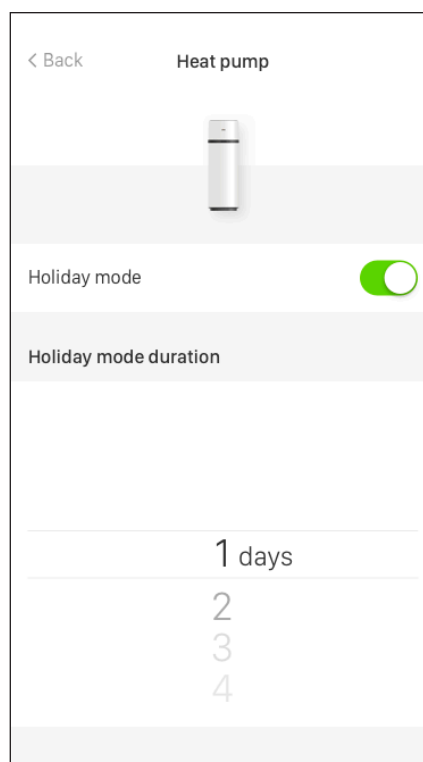 < Back Heat pump
Holiday mode
Holiday mode duration
1 days
2
3
4